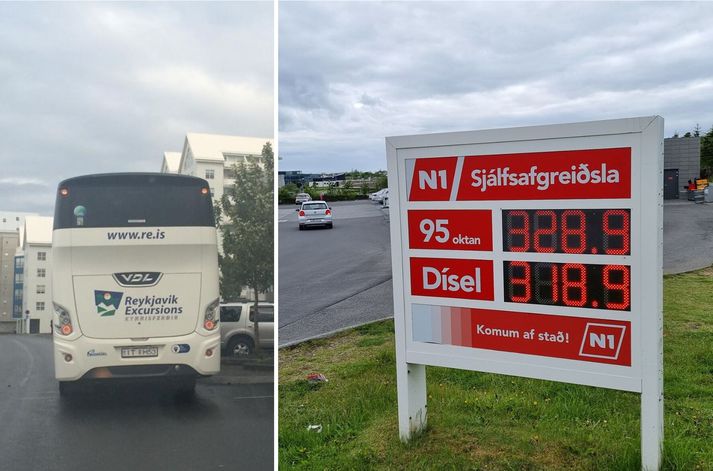 www.re.is
VDL
Reykjavik
Excursions
KYNNISFERÐIR
N1 Sjálfsafgreiðsla
95 oktan 328.9
Dísel 318.9
Komum af stað! N1